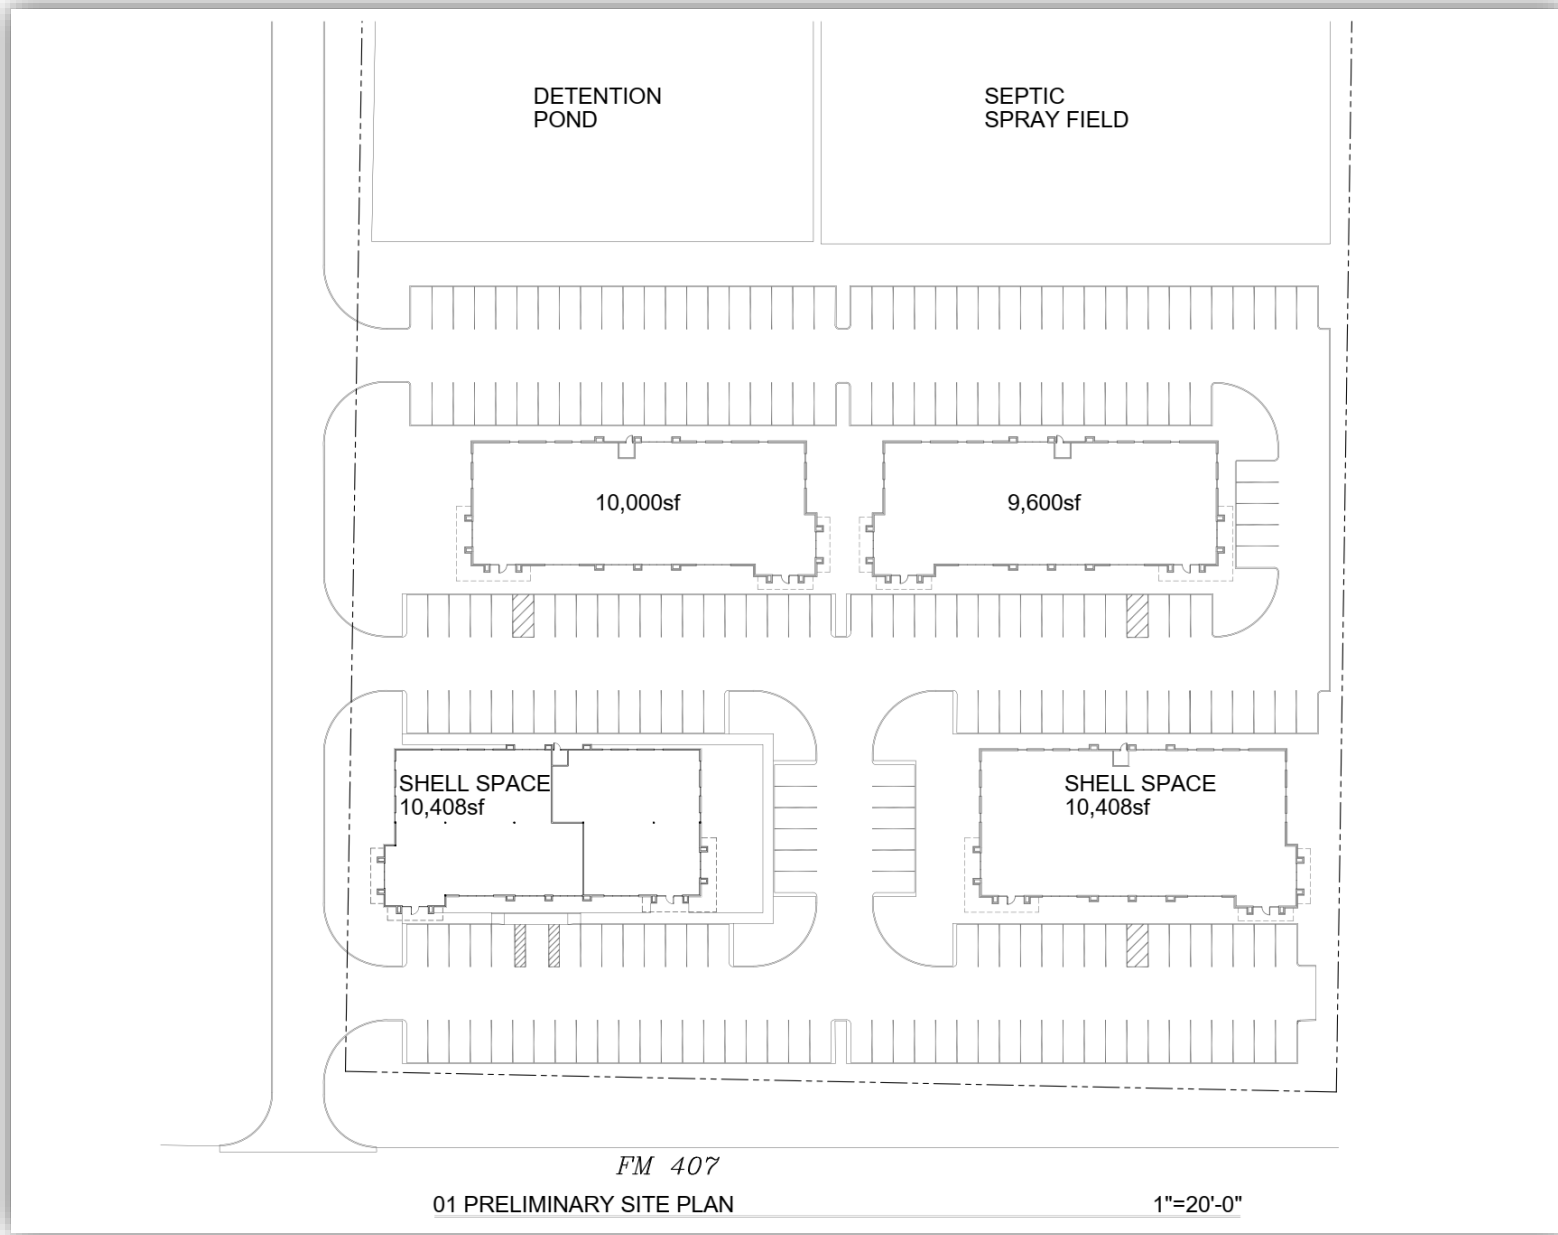 DETENTION
POND
SEPTIC
SPRAY FIELD
10,000sf
9,600sf
SHELL SPACE
10,408sf
SHELL SPACE
10,408sf
FM 407
01 PRELIMINARY SITE PLAN
1"=20'-0"